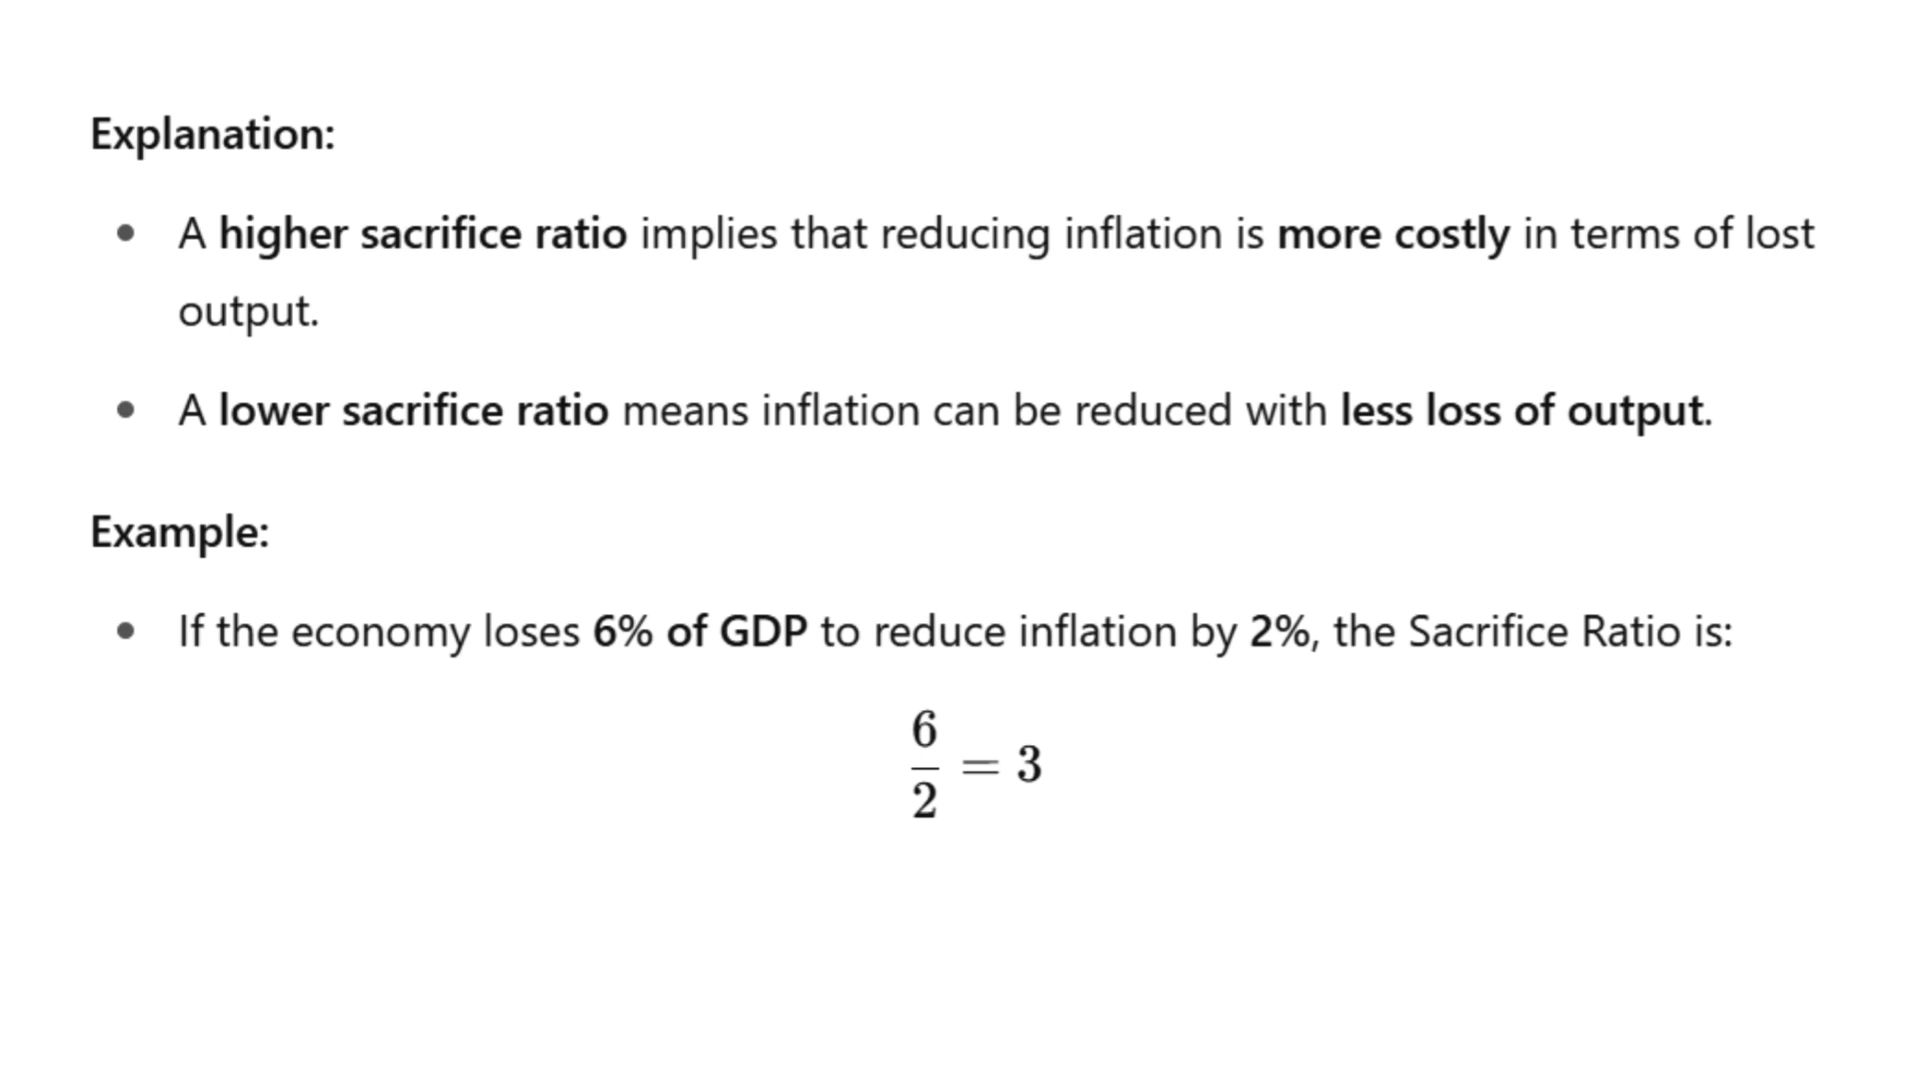 Explanation:
• A higher sacrifice ratio implies that reducing inflation is more costly in terms of lost
output.
• A lower sacrifice ratio means inflation can be reduced with less loss of output.
Example:
• If the economy loses 6% of GDP to reduce inflation by 2%, the Sacrifice Ratio is:
6
2
= 3